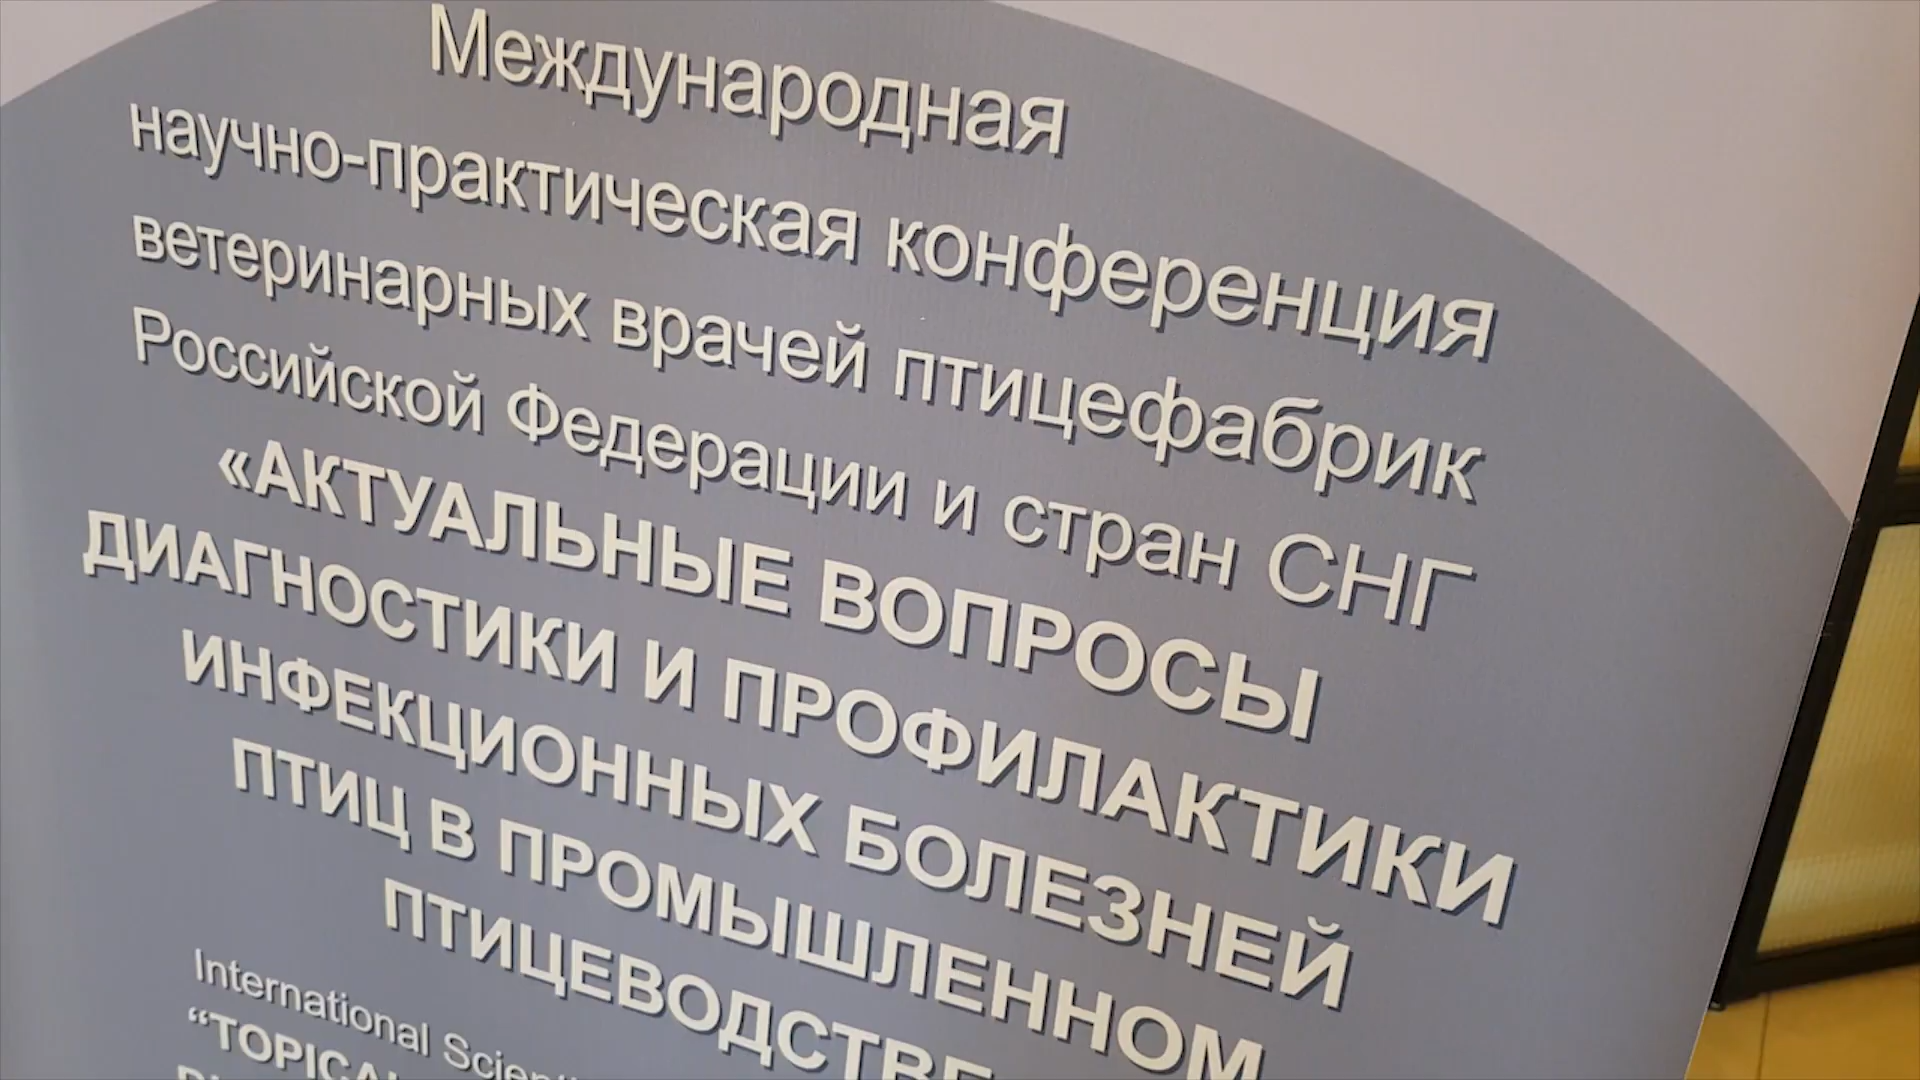 Международная
научно-практическая конференция
ветеринарных врачей птицефабрик
Российской Федерации и стран СНГ
«АКТУАЛЬНЫЕ ВОПРОСЫ
ДИАГНОСТИКИ И ПРОФИЛАКТИКИ
ИНФЕКЦИОННЫХ БОЛЕЗНЕЙ
ПТИЦ В ПРОМЫШЛЕННОМ
ПТИЦЕВОДСТВЕ
International
“TOPICAL